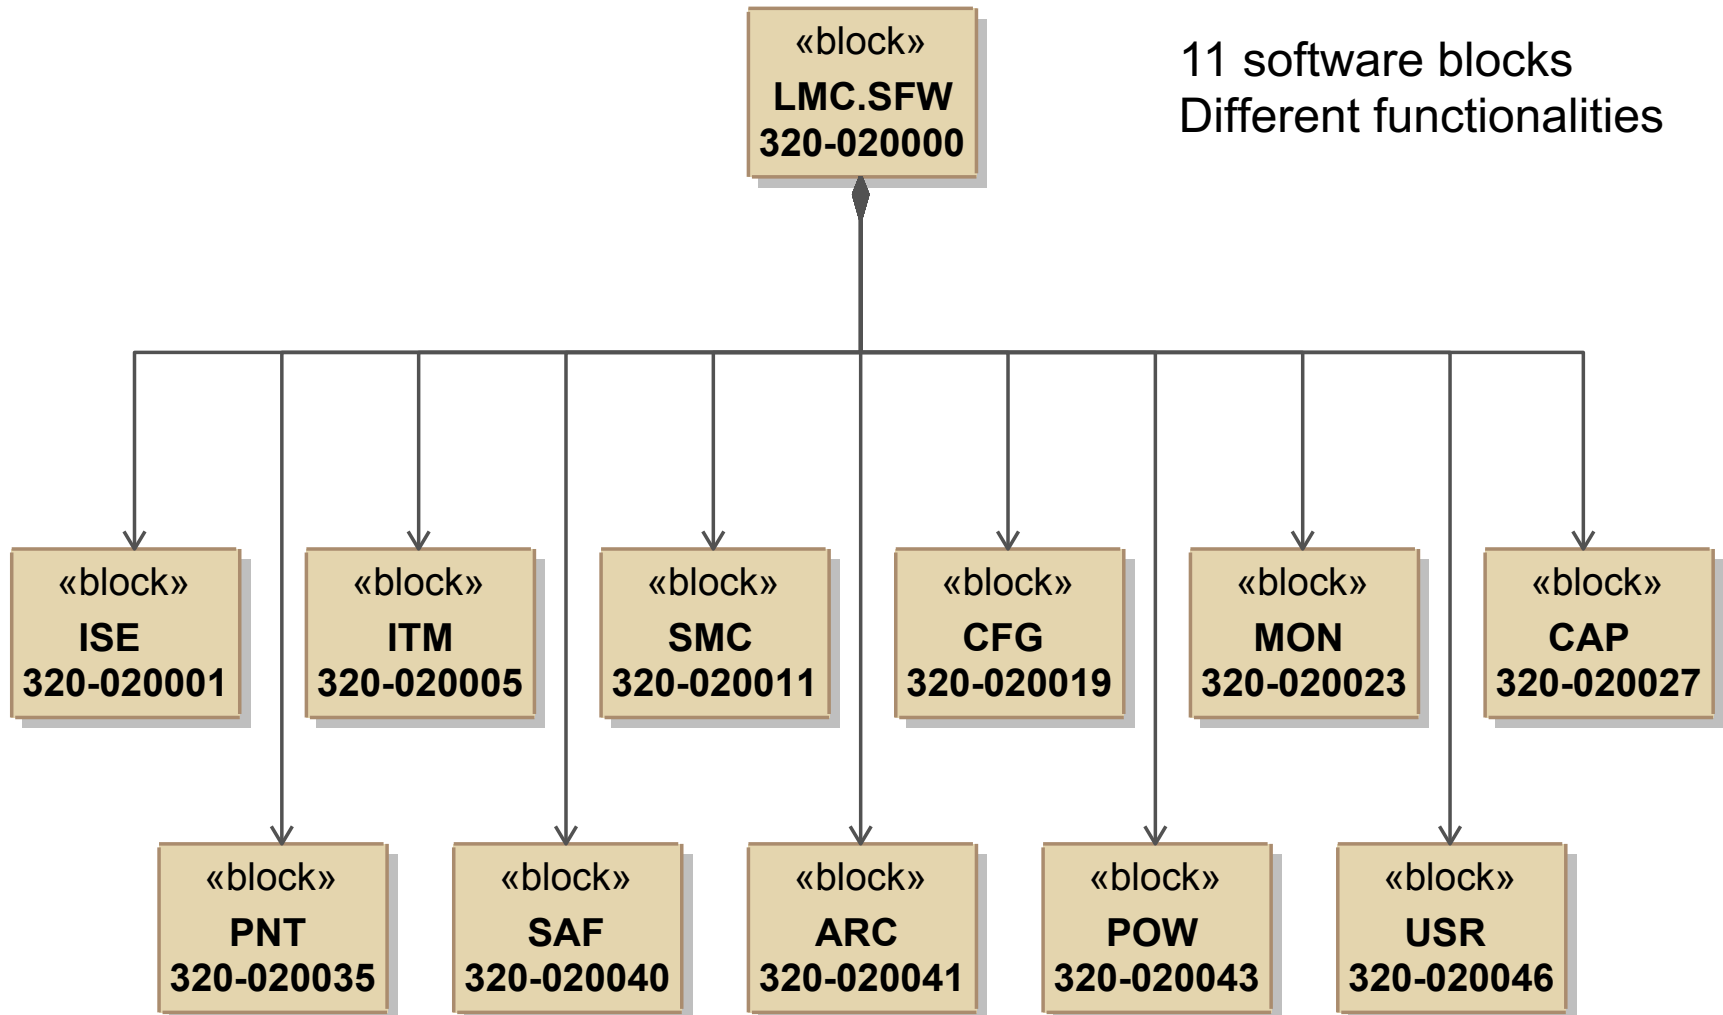 «block»
LMC.SFW
320-020000
11 software blocks
Different functionalities
«block»
ISE
320-020001
«block»
ITM
320-020005
«block»
SMC
320-020011
«block»
CFG
320-020019
«block»
MON
320-020023
«block»
CAP
320-020027
«block»
PNT
320-020035
«block»
SAF
320-020040
«block»
ARC
320-020041
«block»
POW
320-020043
«block»
USR
320-020046